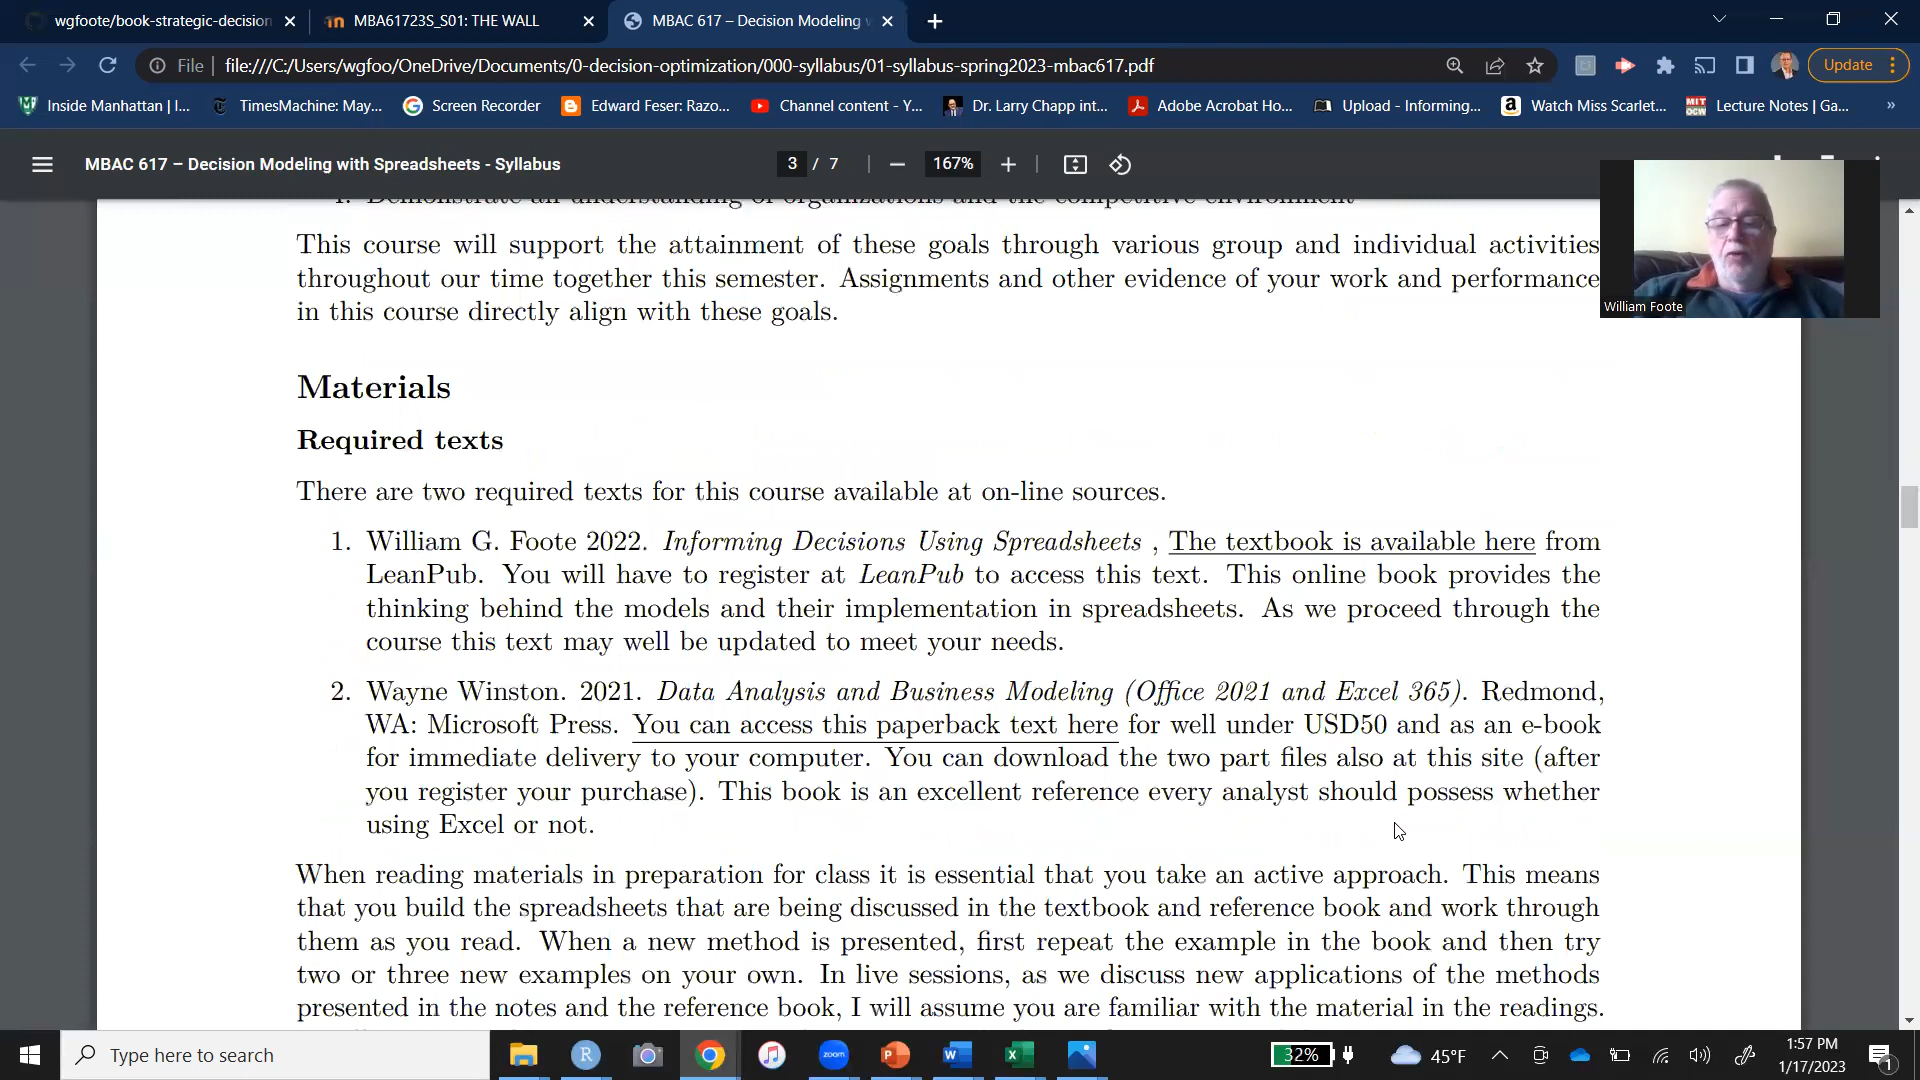 wgfoote/book-strategic-decision
MBA61723S_S01: THE WALL
MBAC 617 – Decision Modeling w
File
file:///C:/Users/wgfoo/OneDrive/Documents/0-decision-optimization/000-syllabus/01-syllabus-spring2023-mbac617.pdf
Update
Inside Manhattan | I...
TimesMachine: May...
Screen Recorder
Edward Feser: Razo...
Channel content - Y...
Dr. Larry Chapp int...
Adobe Acrobat Ho...
Upload - Informing...
Watch Miss Scarlet...
MIT OCW
Lecture Notes | Ga...
»
MBAC 617 – Decision Modeling with Spreadsheets - Syllabus
3 / 7
167%
4. Demonstrate an understanding of organizations and the competitive environment
This course will support the attainment of these goals through various group and individual activities
throughout our time together this semester. Assignments and other evidence of your work and performance
in this course directly align with these goals.
William Foote
Materials
Required texts
There are two required texts for this course available at on-line sources.
1. William G. Foote 2022. Informing Decisions Using Spreadsheets , The textbook is available here from
LeanPub. You will have to register at LeanPub to access this text. This online book provides the
thinking behind the models and their implementation in spreadsheets. As we proceed through the
course this text may well be updated to meet your needs.
2. Wayne Winston. 2021. Data Analysis and Business Modeling (Office 2021 and Excel 365). Redmond,
WA: Microsoft Press. You can access this paperback text here for well under USD50 and as an e-book
for immediate delivery to your computer. You can download the two part files also at this site (after
you register your purchase). This book is an excellent reference every analyst should possess whether
using Excel or not.
When reading materials in preparation for class it is essential that you take an active approach. This means
that you build the spreadsheets that are being discussed in the textbook and reference book and work through
them as you read. When a new method is presented, first repeat the example in the book and then try
two or three new examples on your own. In live sessions, as we discuss new applications of the methods
presented in the notes and the reference book, I will assume you are familiar with the material in the readings.
Type here to search
R
zoom
32%
45°F
1:57 PM
1/17/2023
1